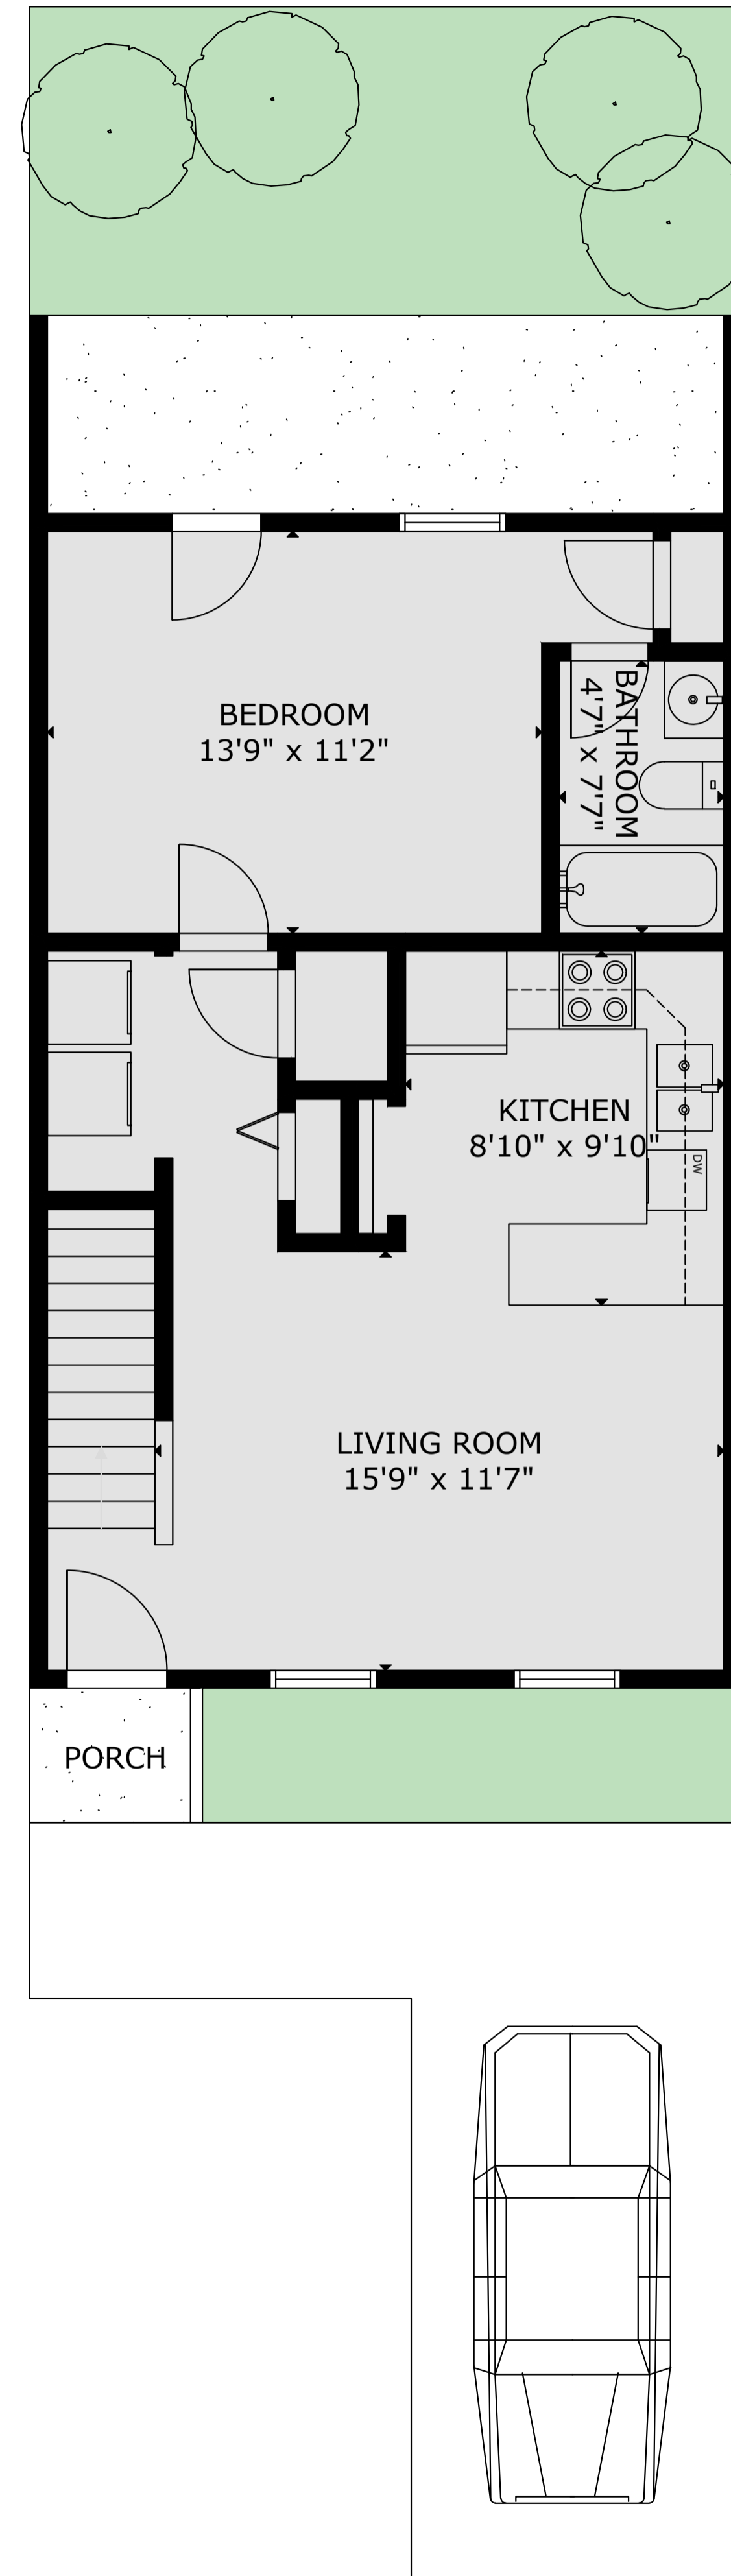 BEDROOM
13'9" x 11'2"
BATHROOM
4'7" x 7'7"
KITCHEN
8'10" x 9'10"
DW
LIVING ROOM
15'9" x 11'7"
PORCH